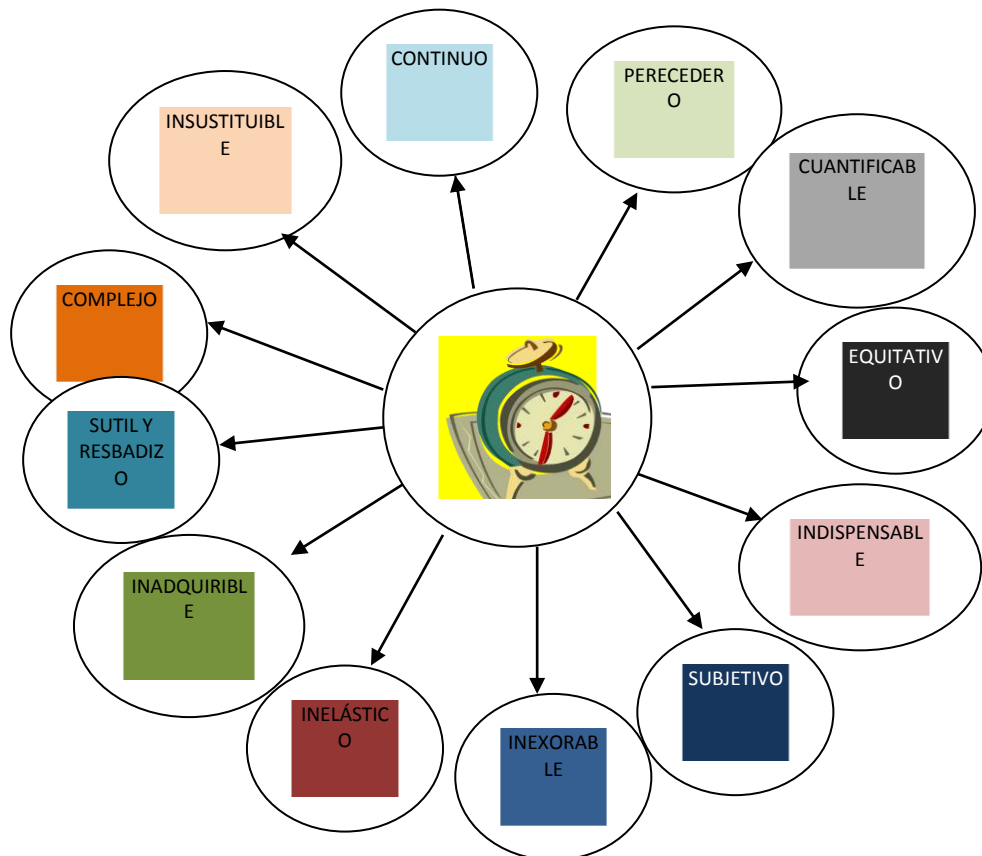 CONTINUO
PERECEDER
O
CUANTIFICAB
LE
EQUITATIV
O
INDISPENSABL
E
SUBJETIVO
INEXORAB
LE
INELÁSTIC
O
INADQUIRIBL
E
SUTIL Y
RESBADIZ
O
COMPLEJO
INSUSTITUIBL
E